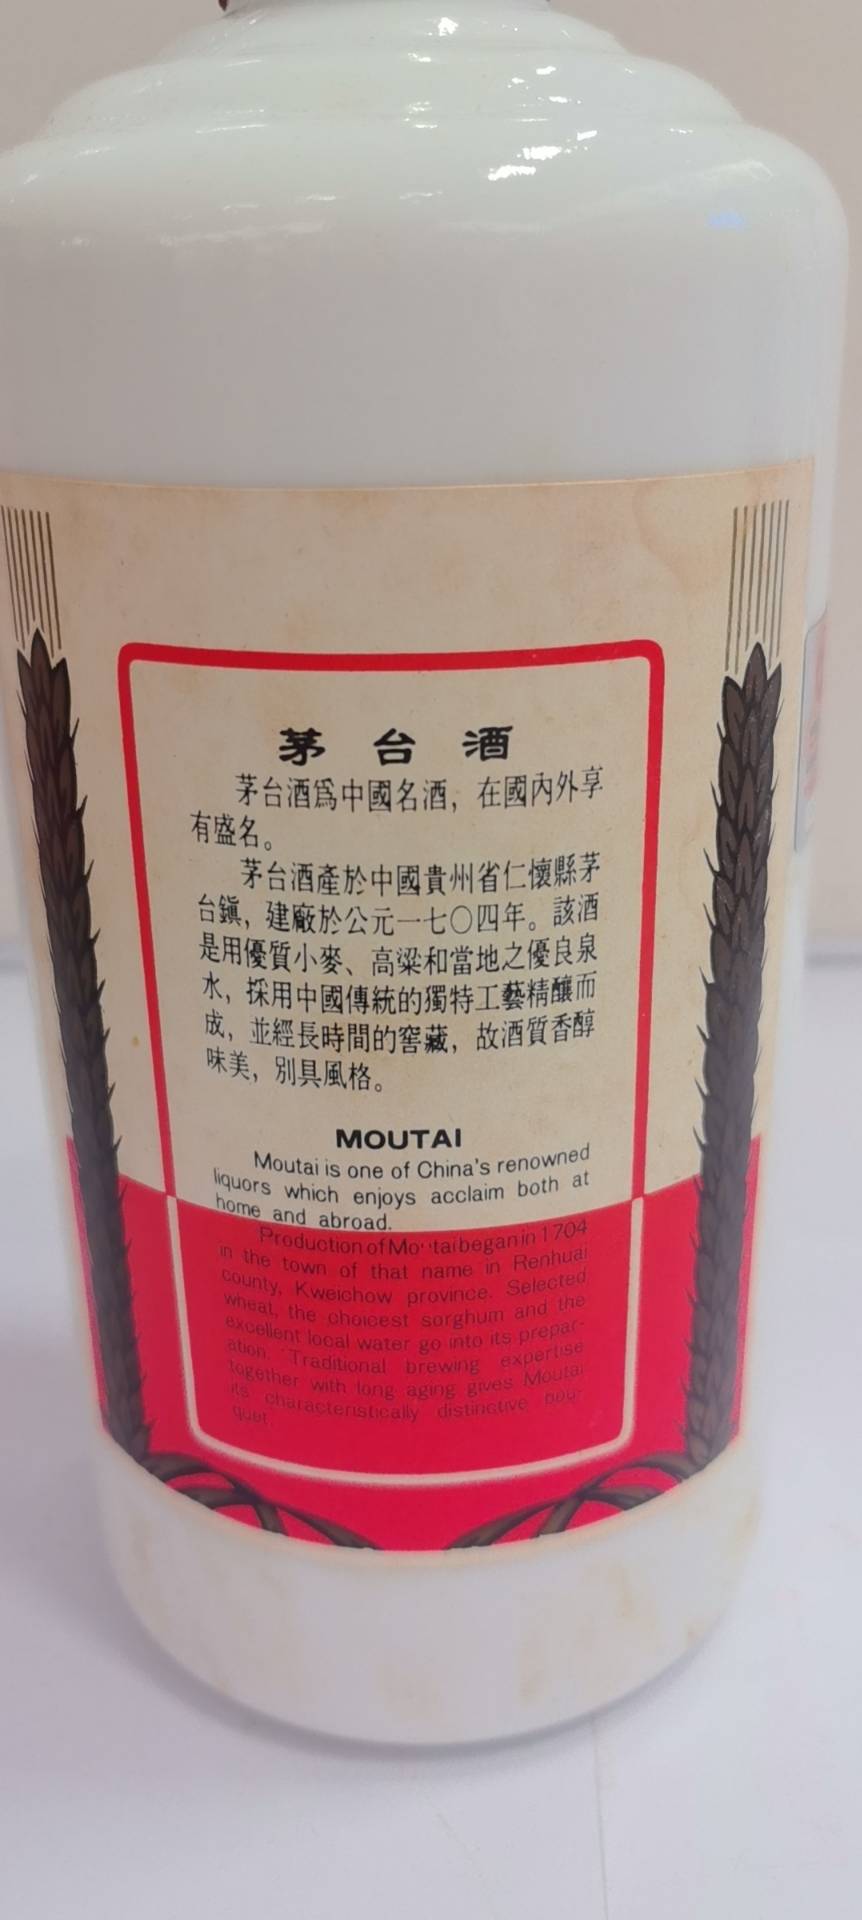 茅台酒
茅台酒爲中國名酒，在國內外享
有盛名。
茅台酒產於中國貴州省仁懷縣茅
台鎭，建廠於公元一七〇四年。該酒
是用優質小麥、高粱和當地之優良泉
水，採用中國傳統的獨特工藝精釀而
成，並經長時間的窖藏，故酒質香醇
味美，別具風格。
MOUTAI
Moutai is one of China's renowned
liquors which enjoys acclaim both at
home and abroad.
Production of Moutai began in 1704
in the town of that name in Renhuai
county, Kweichow province. Selected
wheat, the choicest sorghum and the
excellent local water go into its prepar-
ation. Traditional brewing expertise
together with long aging gives Moutai
its characteristically distinctive bou-
quet.